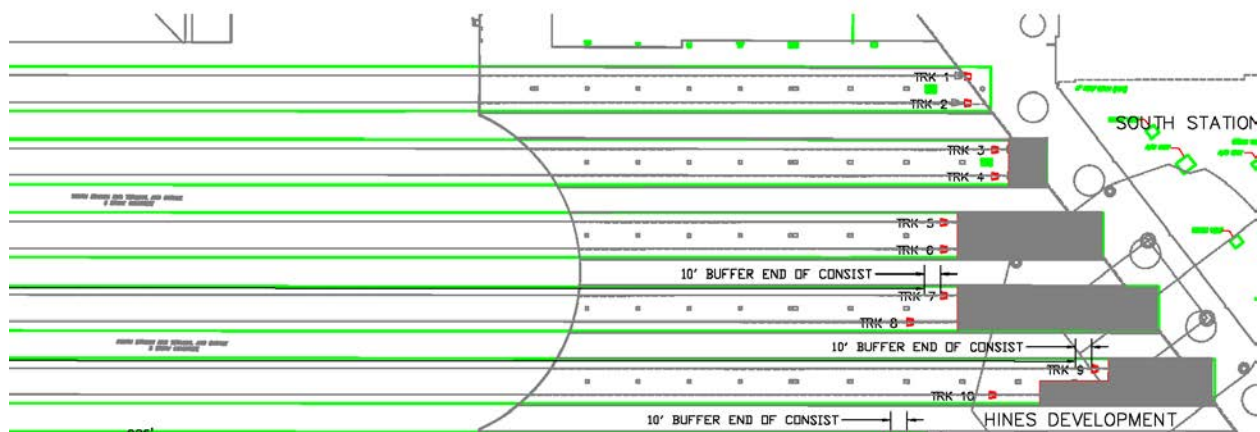 TRK 1
TRK 2
SOUTH STATION
TRK 3
TRK 4
TRK 5
TRK 6
10' BUFFER END OF CONSIST
TRK 7
TRK 8
10' BUFFER END OF CONSIST
TRK 9
TRK 10
10' BUFFER END OF CONSIST
HINES DEVELOPMENT